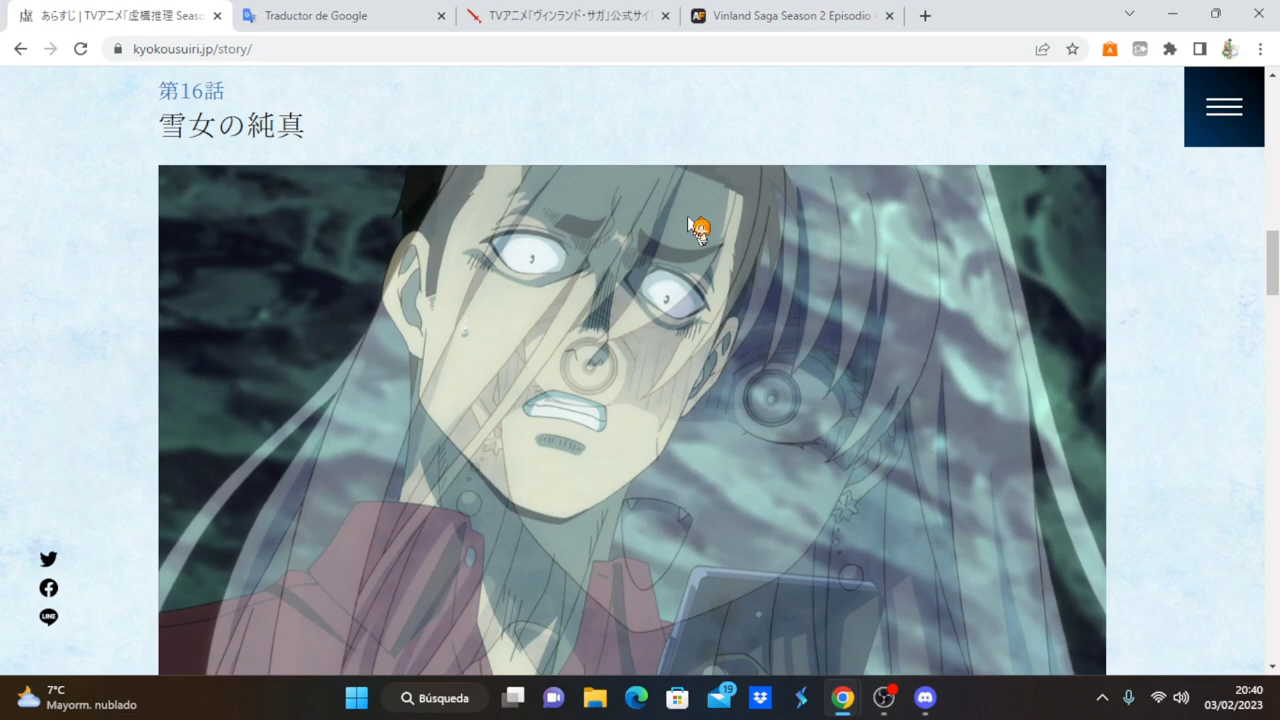 あらすじ | TVアニメ「虚構推理 Seaso
Traductor de Google
TVアニメ「ヴィンランド・サガ」公式サイ
AF
Vinland Saga Season 2 Episodio
kyokousuiri.jp/story/
第16話
雪女の純真
LINE
7°C
Mayorm. nublado
Búsqueda
19
20:40
03/02/2023